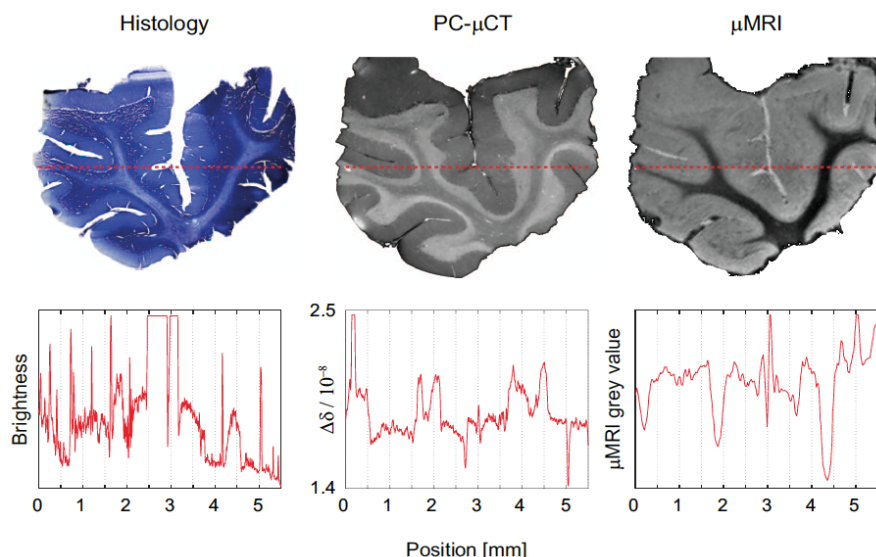 Histology PC-μCT μMRI
Brightness
0 1 2 3 4 5
Δδ / 10⁻⁸
2.5
1.4
0 1 2 3 4 5
μMRI grey value
0 1 2 3 4 5
Position [mm]